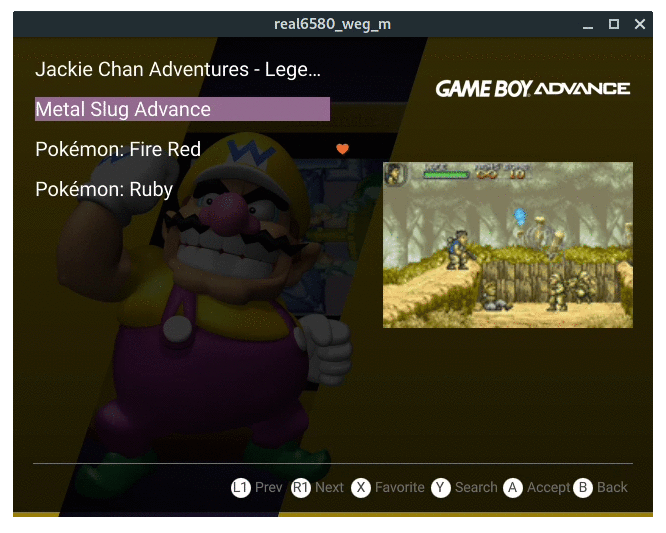 real6580_weg_m
Jackie Chan Adventures - Lege...
GAME BOY ADVANCE
Metal Slug Advance
Pokémon: Fire Red
Pokémon: Ruby
L1 Prev R1 Next X Favorite Y Search A Accept B Back